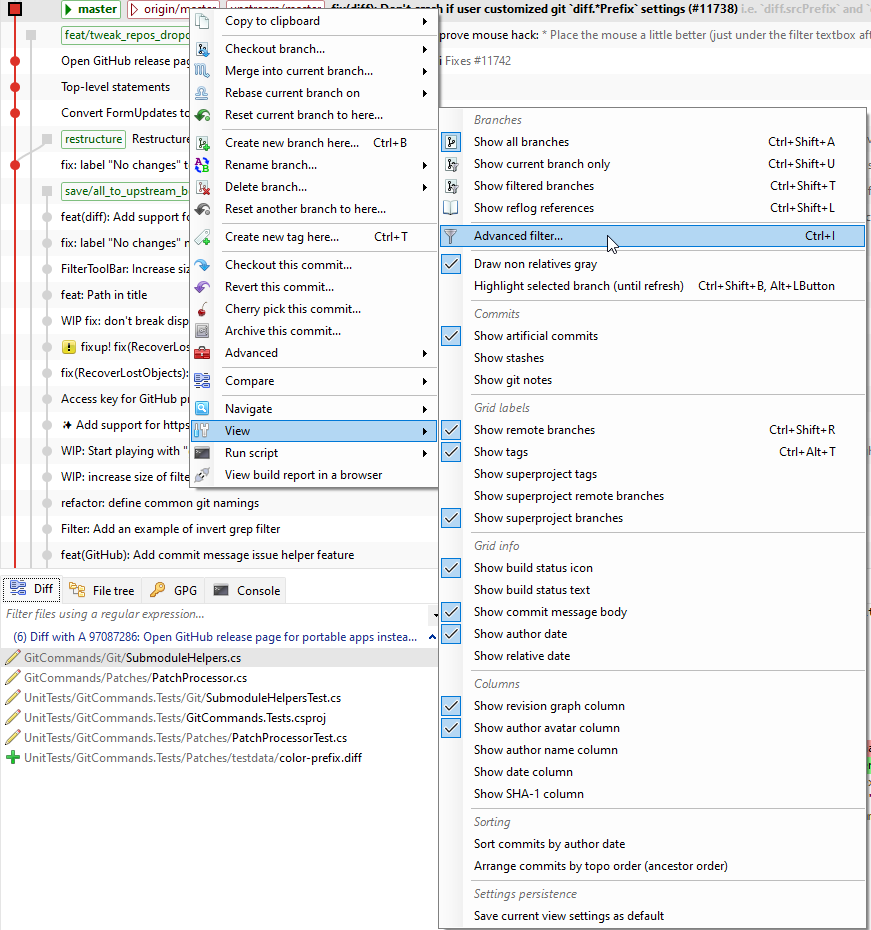 master origin/master upstream/master fix(diff): Don't crash if user customized git `diff.*Prefix` settings (#11738) i.e. `diff.srcPrefix` and
feat/tweak_repos_dropd prove mouse hack: * Place the mouse a little better (just under the filter textbox aft
Open GitHub release pag i Fixes #11742
Top-level statements
Convert FormUpdates to
restructure Restructure
fix: label "No changes" t
save/all_to_upstream_b
feat(diff): Add support fo
fix: label "No changes" n
FilterToolBar: Increase siz
feat: Path in title
WIP fix: don't break disp
fixup! fix(RecoverLos
fix(RecoverLostObjects):
Access key for GitHub pr
Add support for https
WIP: Start playing with "
WIP: increase size of filte
refactor: define common git namings
Filter: Add an example of invert grep filter
feat(GitHub): Add commit message issue helper feature
Copy to clipboard
Checkout branch...
Merge into current branch...
Rebase current branch on
Reset current branch to here...
Create new branch here... Ctrl+B
Rename branch...
Delete branch...
Reset another branch to here...
Create new tag here... Ctrl+T
Checkout this commit...
Revert this commit...
Cherry pick this commit...
Archive this commit...
Advanced
Compare
Navigate
View
Run script
View build report in a browser
Branches
Show all branches Ctrl+Shift+A
Show current branch only Ctrl+Shift+U
Show filtered branches Ctrl+Shift+T
Show reflog references Ctrl+Shift+L
Advanced filter... Ctrl+I
Draw non relatives gray
Highlight selected branch (until refresh) Ctrl+Shift+B, Alt+LButton
Commits
Show artificial commits
Show stashes
Show git notes
Grid labels
Show remote branches Ctrl+Shift+R
Show tags Ctrl+Alt+T
Show superproject tags
Show superproject remote branches
Show superproject branches
Grid info
Show build status icon
Show build status text
Show commit message body
Show author date
Show relative date
Columns
Show revision graph column
Show author avatar column
Show author name column
Show date column
Show SHA-1 column
Sorting
Sort commits by author date
Arrange commits by topo order (ancestor order)
Settings persistence
Save current view settings as default
Diff File tree GPG Console
Filter files using a regular expression...
(6) Diff with A 97087286: Open GitHub release page for portable apps instea...
GitCommands/Git/SubmoduleHelpers.cs
GitCommands/Patches/PatchProcessor.cs
UnitTests/GitCommands.Tests/Git/SubmoduleHelpersTest.cs
UnitTests/GitCommands.Tests/GitCommands.Tests.csproj
UnitTests/GitCommands.Tests/Patches/PatchProcessorTest.cs
UnitTests/GitCommands.Tests/Patches/testdata/color-prefix.diff